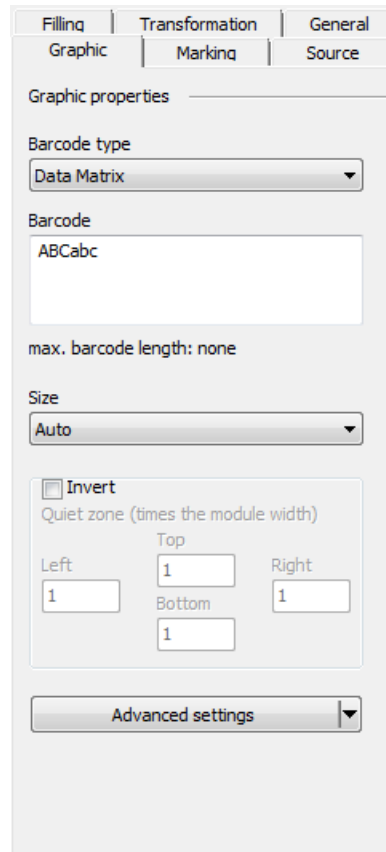 Filling Transformation General
Graphic Marking Source
Graphic properties
Barcode type
Data Matrix
Barcode
ABCabc
max. barcode length: none
Size
Auto
Invert
Quiet zone (times the module width)
Top
Left 1 Right
1 Bottom 1
1
Advanced settings